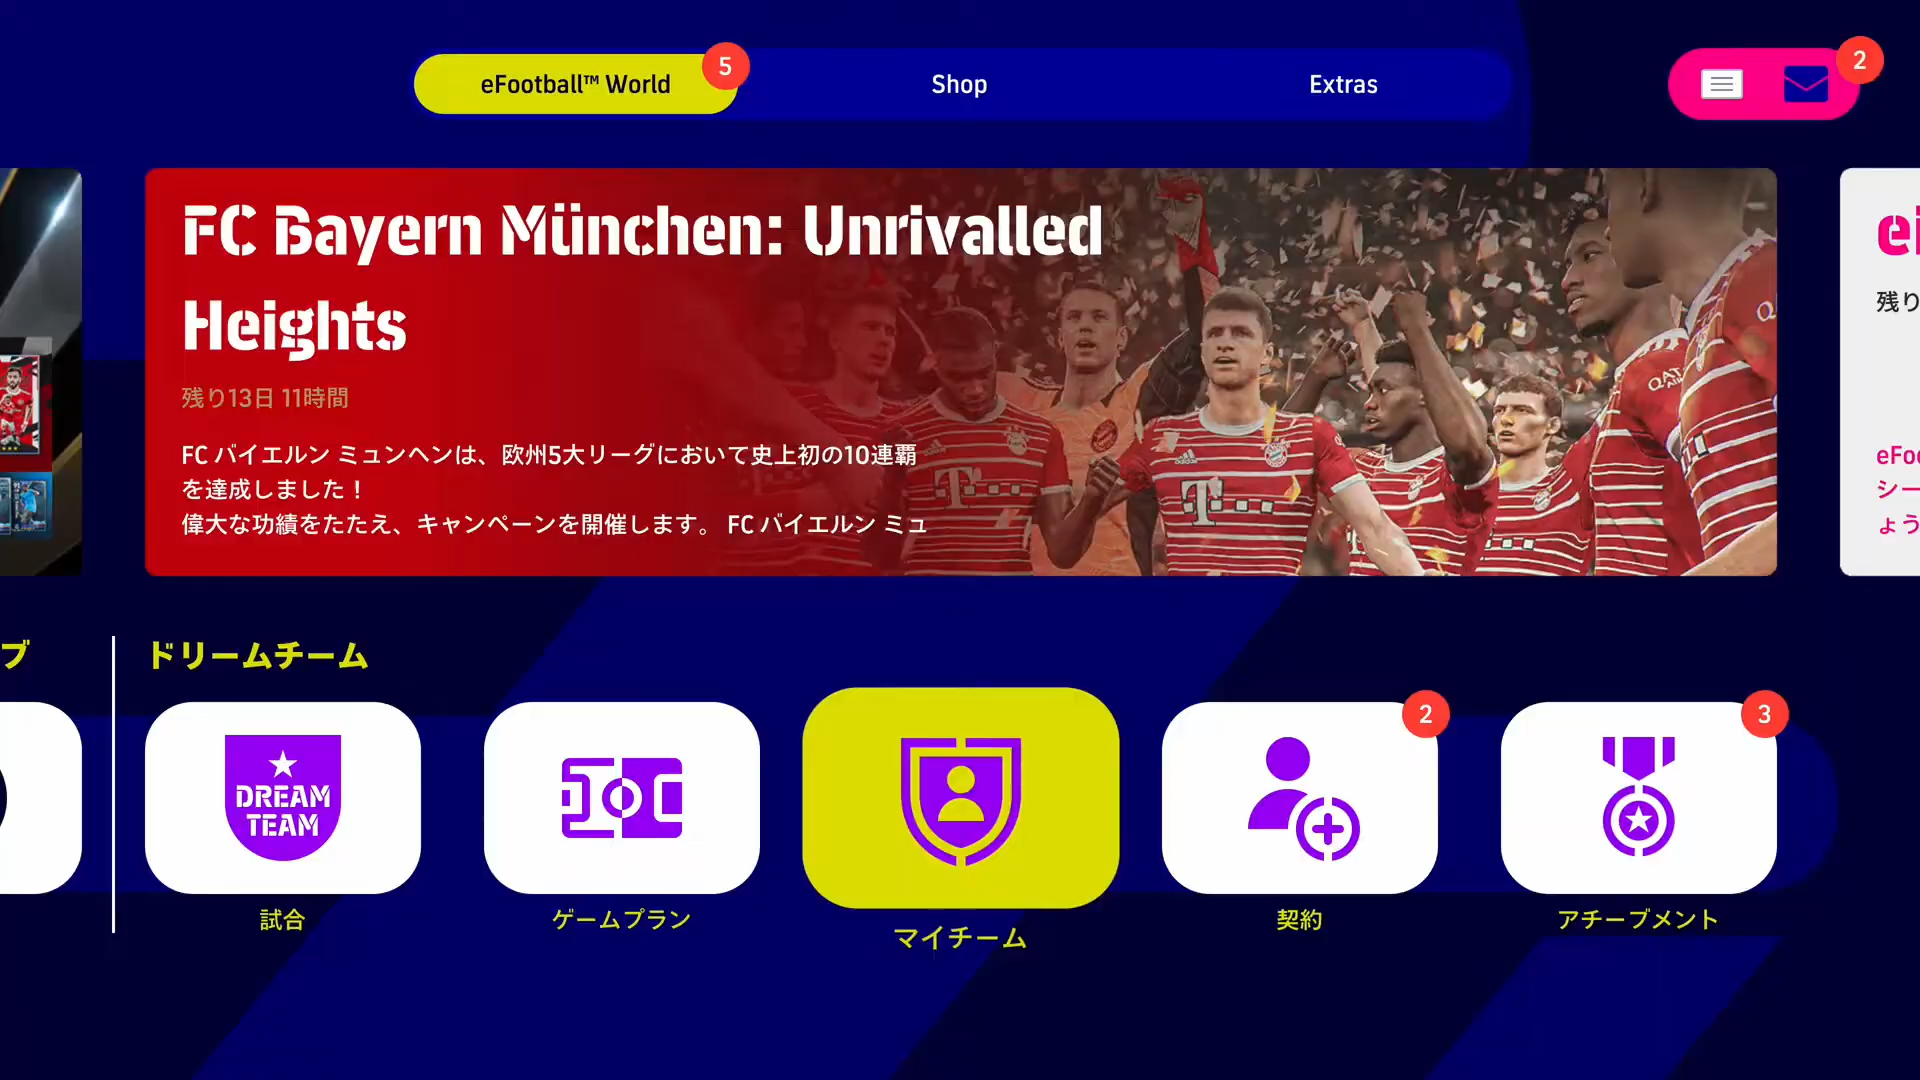 eFootball™ World
5
Shop
Extras
2
FC Bayern München: Unrivalled
Heights
残り13日 11時間
FC バイエルン ミュンヘンは、欧州5大リーグにおいて史上初の10連覇
を達成しました！
偉大な功績をたたえ、キャンペーンを開催します。 FC バイエルン ミュ
残り
eFoo
シー
ょう
ブ
ドリームチーム
DREAM
TEAM
試合
ゲームプラン
マイチーム
2
契約
3
アチーブメント